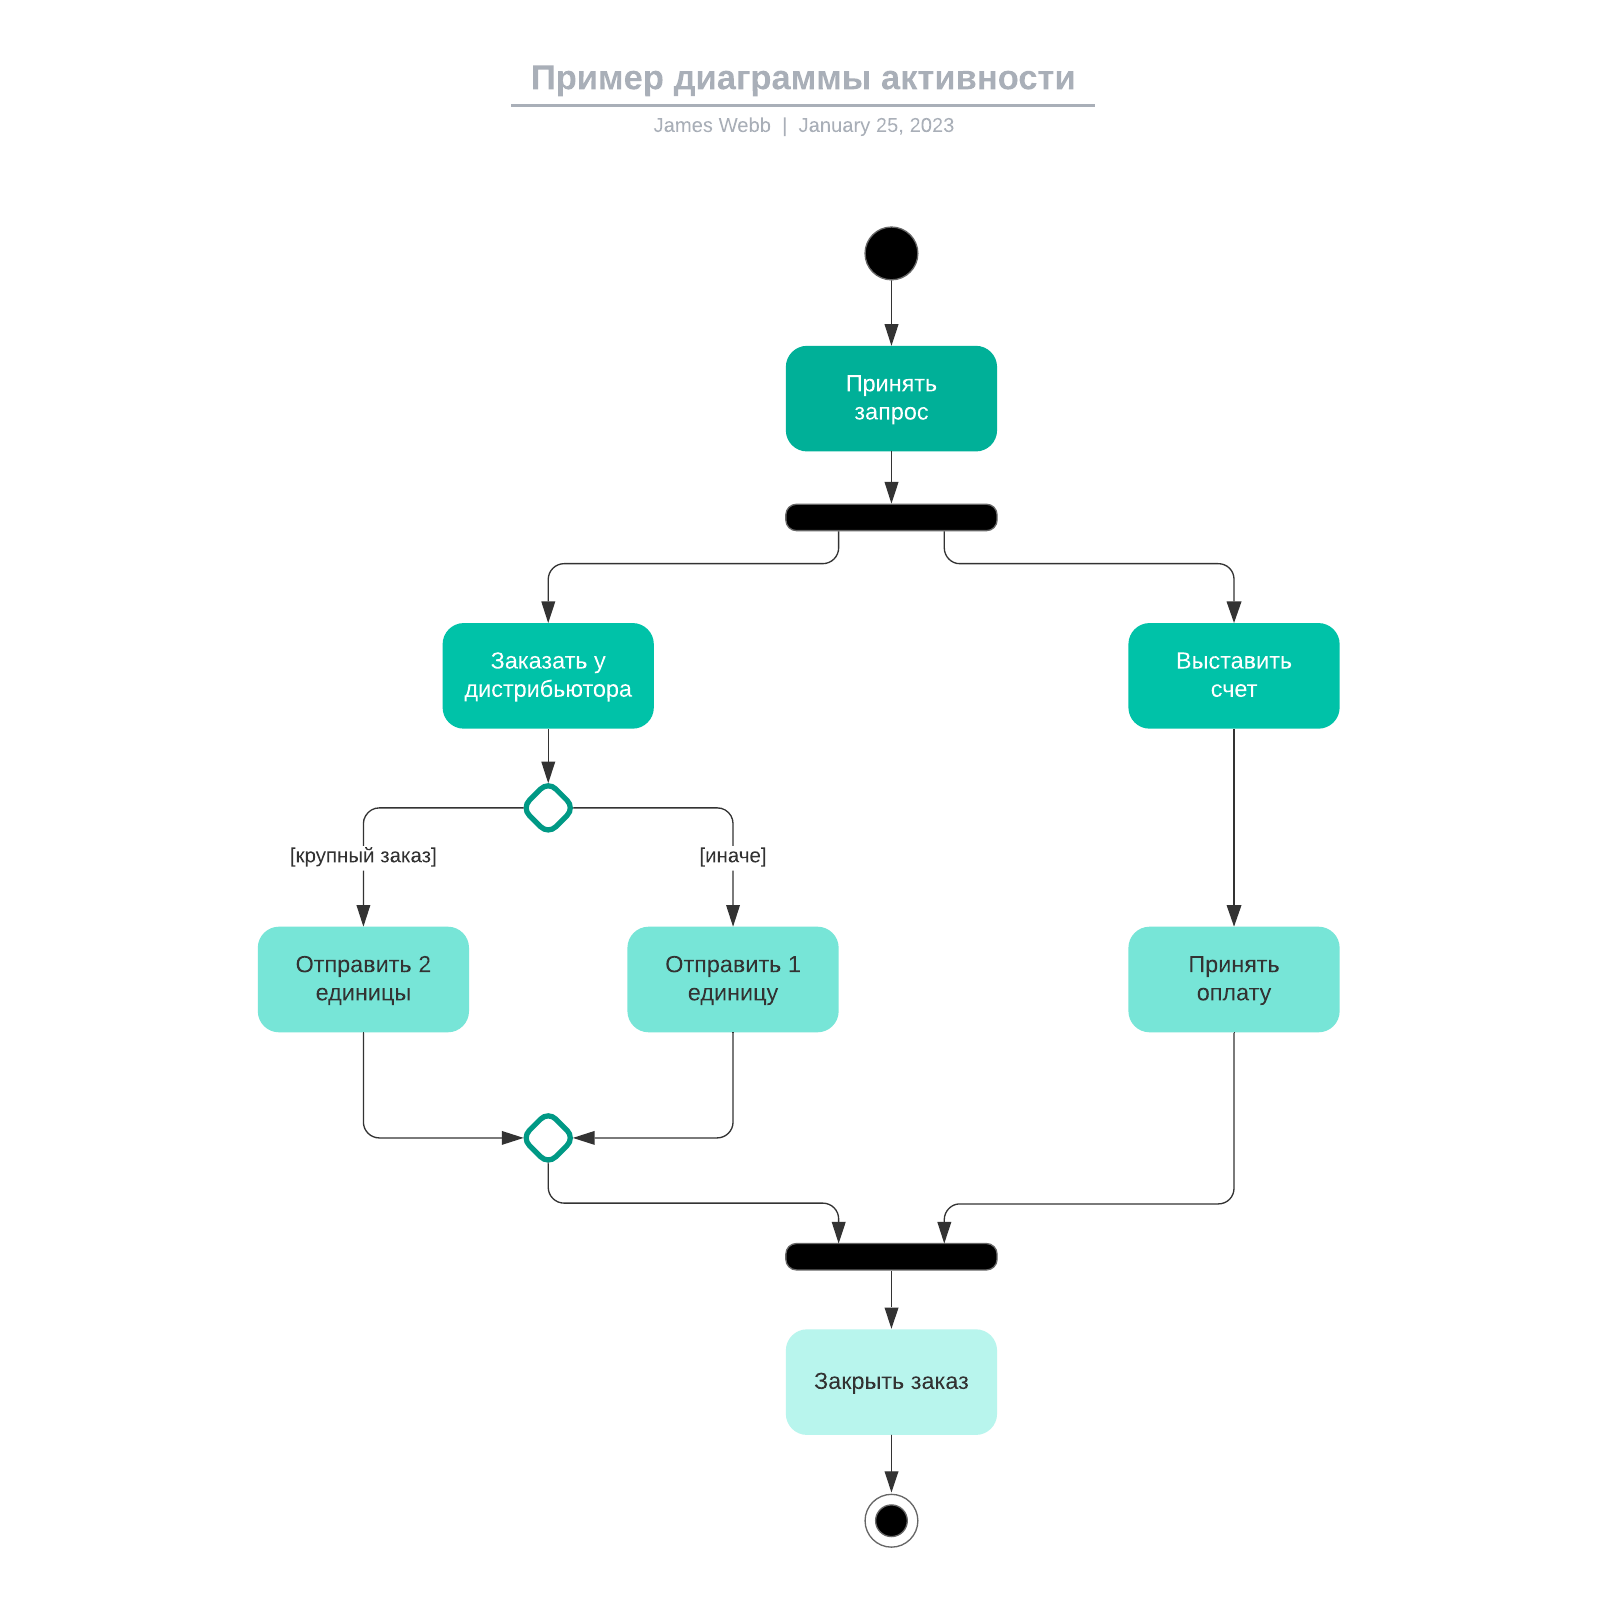 Пример диаграммы активности
James Webb | January 25, 2023
Принять
запрос
Заказать у
дистрибьютора
Выставить
счет
[крупный заказ]
[иначе]
Отправить 2
единицы
Отправить 1
единицу
Принять
оплату
Закрыть заказ